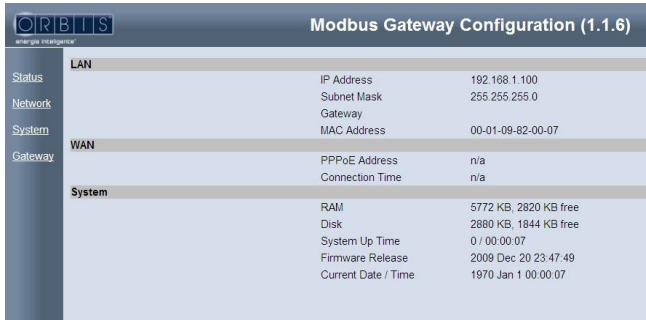 ORBIS
energía inteligente
Modbus Gateway Configuration (1.1.6)
Status
Network
System
Gateway
LAN
IP Address 192.168.1.100
Subnet Mask 255.255.255.0
Gateway
MAC Address 00-01-09-82-00-07
WAN
PPPoE Address n/a
Connection Time n/a
System
RAM 5772 KB, 2820 KB free
Disk 2880 KB, 1844 KB free
System Up Time 0 / 00:00:07
Firmware Release 2009 Dec 20 23:47:49
Current Date / Time 1970 Jan 1 00:00:07